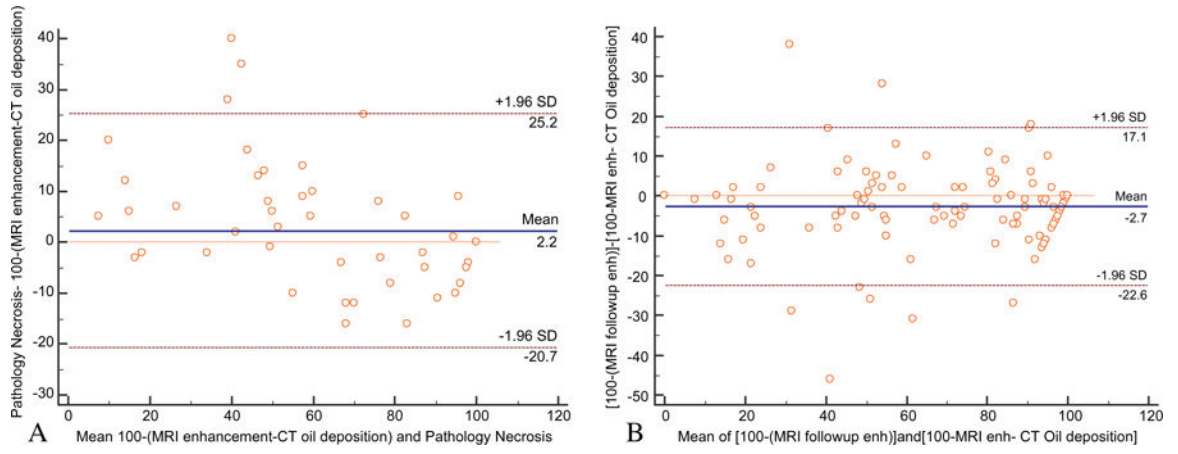 Pathology Necrosis- 100-(MRI enhancement-CT oil deposition)
40
30
20
10
0
-10
-20
-30
+1.96 SD
25.2
Mean
2.2
-1.96 SD
-20.7
0 20 40 60 80 100 120
A
Mean 100-(MRI enhancement-CT oil deposition) and Pathology Necrosis
[100-(MRI followup enh)]-[100-MRI enh- CT Oil deposition]
40
30
20
10
0
-10
-20
-30
-40
-50
+1.96 SD
17.1
Mean
-2.7
-1.96 SD
-22.6
0 20 40 60 80 100 120
B
Mean of [100-(MRI followup enh)]and[100-MRI enh- CT Oil deposition]